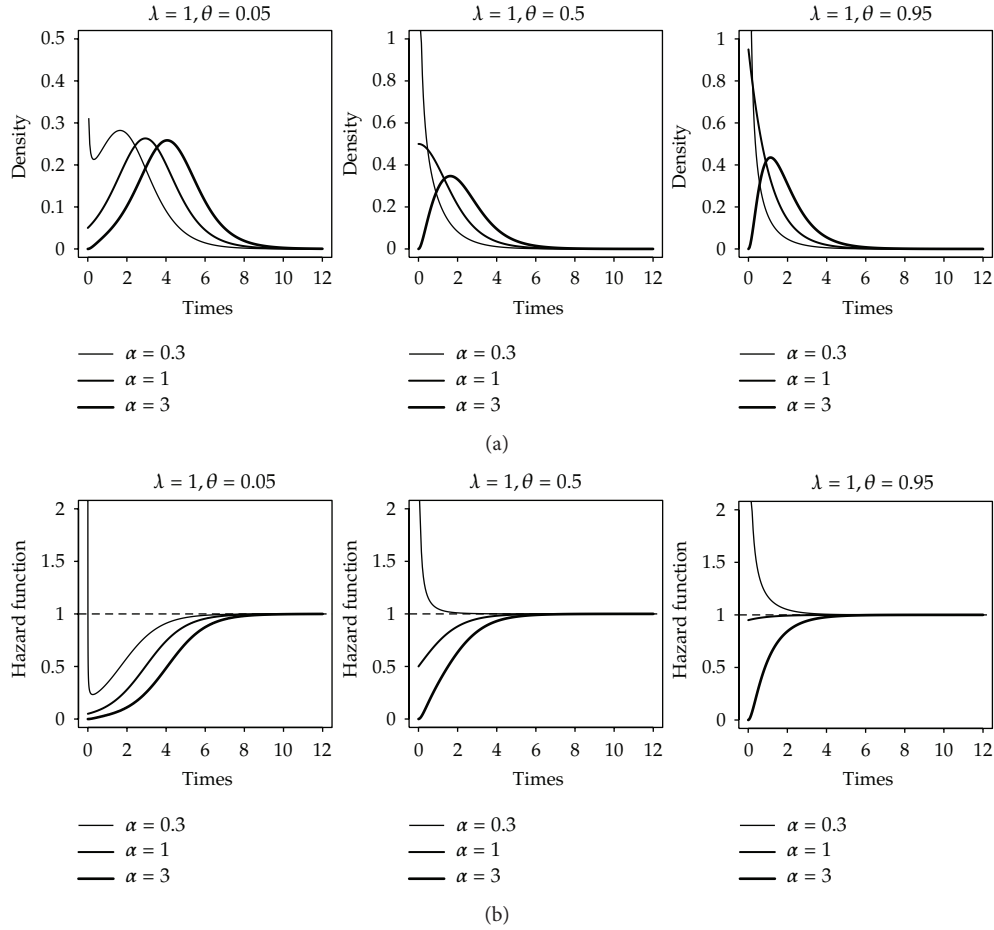 λ = 1, θ = 0.05
λ = 1, θ = 0.5
λ = 1, θ = 0.95
Density
0.5
0.4
0.3
0.2
0.1
0
0 2 4 6 8 10 12
Times
Density
1
0.8
0.6
0.4
0.2
0
0 2 4 6 8 10 12
Times
Density
1
0.8
0.6
0.4
0.2
0
0 2 4 6 8 10 12
Times
α = 0.3
α = 1
α = 3
α = 0.3
α = 1
α = 3
α = 0.3
α = 1
α = 3
(a)
λ = 1, θ = 0.05
λ = 1, θ = 0.5
λ = 1, θ = 0.95
Hazard function
2
1.5
1
0.5
0
0 2 4 6 8 10 12
Times
Hazard function
2
1.5
1
0.5
0
0 2 4 6 8 10 12
Times
Hazard function
2
1.5
1
0.5
0
0 2 4 6 8 10 12
Times
α = 0.3
α = 1
α = 3
α = 0.3
α = 1
α = 3
α = 0.3
α = 1
α = 3
(b)